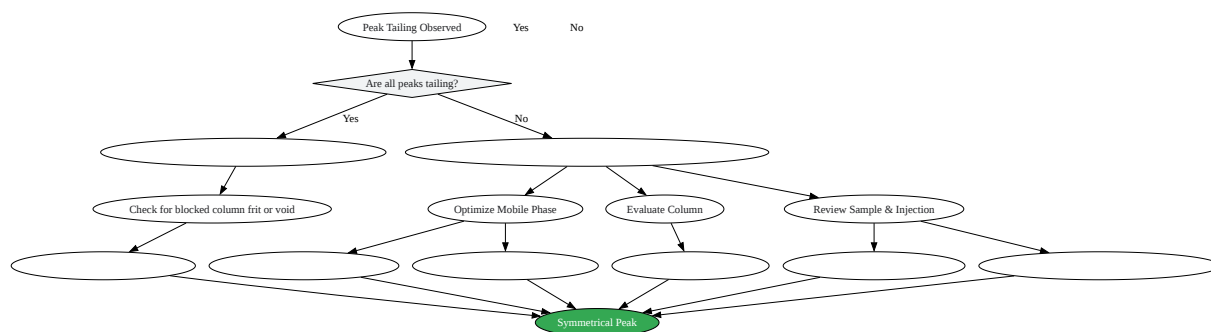 Peak Tailing Observed
Yes
No
Are all peaks tailing?
Yes
No
Check for blocked column frit or void
Optimize Mobile Phase
Evaluate Column
Review Sample & Injection
Symmetrical Peak